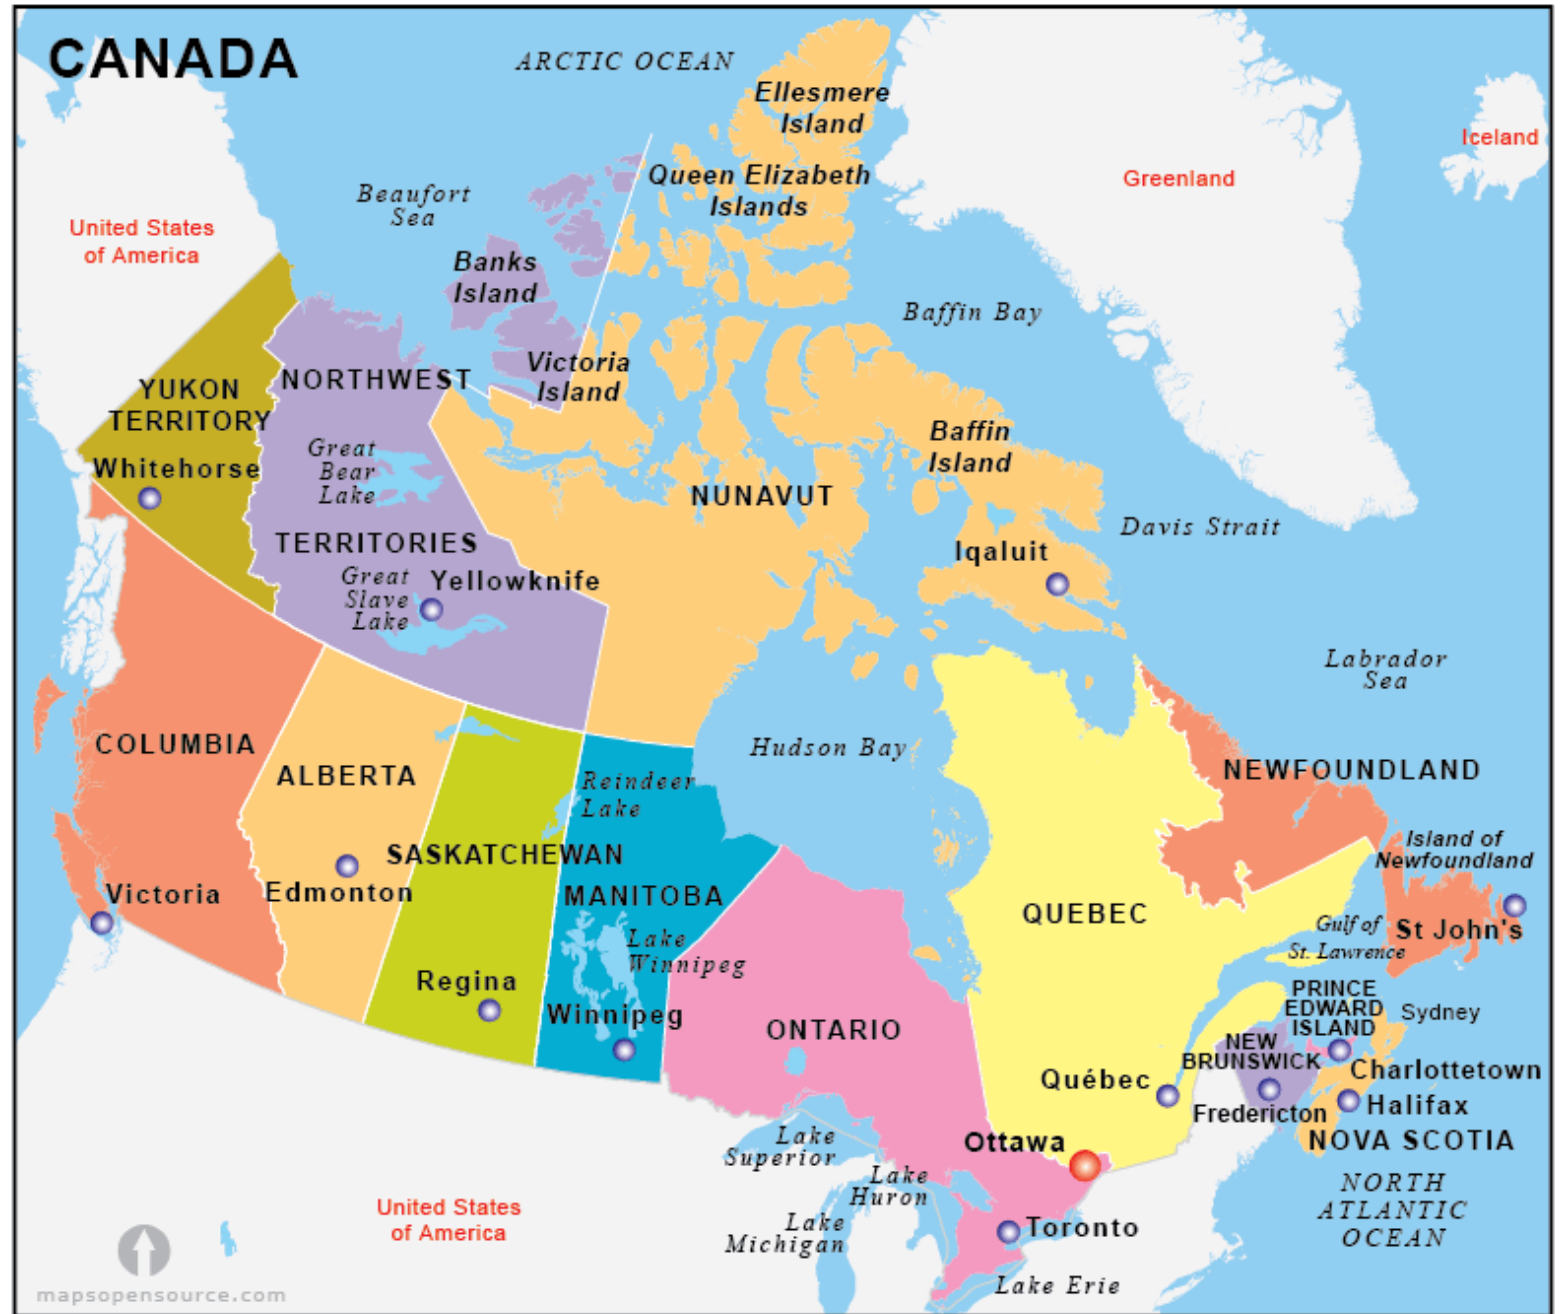 CANADA
ARCTIC OCEAN
Ellesmere
Island
Iceland
Queen Elizabeth
Islands
Greenland
Beaufort
Sea
United States
of America
Banks
Island
Baffin Bay
Victoria
Island
NORTHWEST
YUKON
TERRITORY
Baffin
Island
Great
Bear
Lake
Whitehorse
NUNAVUT
Davis Strait
TERRITORIES
Iqaluit
Great
Slave
Lake
Yellowknife
Labrador
Sea
COLUMBIA
Hudson Bay
ALBERTA
Reindeer
Lake
NEWFOUNDLAND
SASKATCHEWAN
Island of
Newfoundland
Victoria
Edmonton
MANITOBA
QUEBEC
Gulf of
St. Lawrence
St John's
Lake
Winnipeg
Regina
Winnipeg
PRINCE
EDWARD
ISLAND
Sydney
ONTARIO
NEW
BRUNSWICK
Québec
Charlottetown
Fredericton
Halifax
Ottawa
NOVA SCOTIA
Lake
Superior
Lake
Huron
NORTH
ATLANTIC
OCEAN
United States
of America
Lake
Michigan
Toronto
Lake Erie
mapsopensource.com